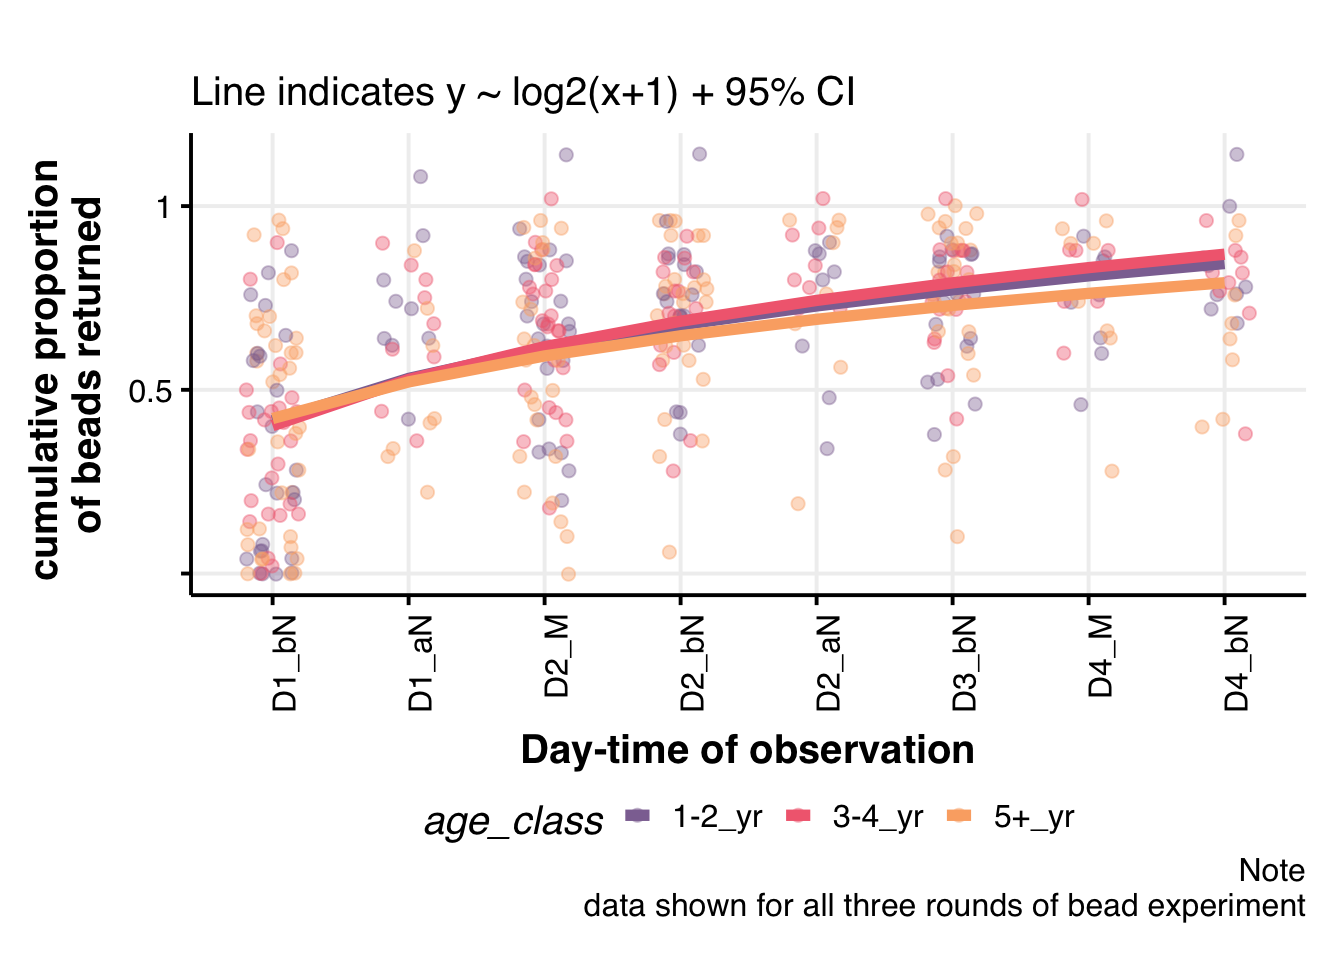 Line indicates y ~ log2(x+1) + 95% CI
cumulative proportion
of beads returned
1
0.5
D1_bN
D1_aN
D2_M
D2_bN
D2_aN
D3_bN
D4_M
D4_bN
Day-time of observation
age_class 1-2_yr 3-4_yr 5+_yr
Note
data shown for all three rounds of bead experiment